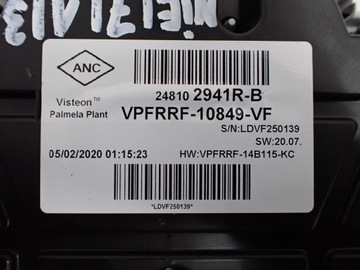 ANC
24810 2941R-B
Visteon™
Palmela Plant
VPFRRF-10849-VF
S/N:LDVF250139
SW:20.07.
05/02/2020 01:15:23
HW:VPFRRF-14B115-KC
*LDVF250139*